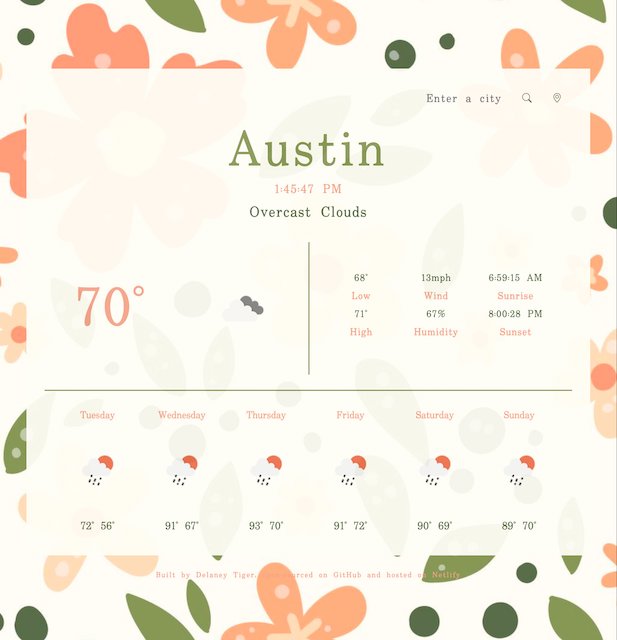 Enter a city
Austin
1:45:47 PM
Overcast Clouds
70°
68° 13mph 6:59:15 AM
Low Wind Sunrise
71° 67% 8:00:28 PM
High Humidity Sunset
Tuesday Wednesday Thursday Friday Saturday Sunday
72° 56° 91° 67° 93° 70° 91° 72° 90° 69° 89° 70°
Built by Delaney Tiger, sourced on GitHub and hosted on Netlify